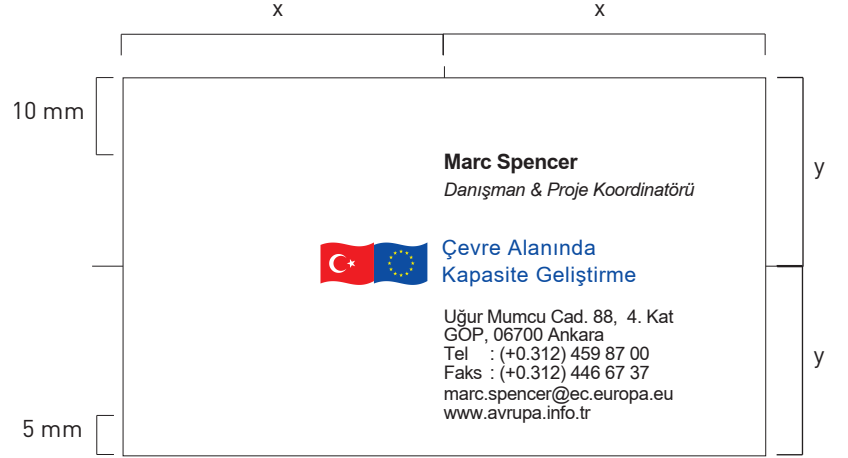 x x
10 mm
Marc Spencer
y
Danışman & Proje Koordinatörü
Çevre Alanında
Kapasite Geliştirme
Uğur Mumcu Cad. 88, 4. Kat
GOP, 06700 Ankara
Tel : (+0.312) 459 87 00
y
Faks : (+0.312) 446 67 37
marc.spencer@ec.europa.eu
www.avrupa.info.tr
5 mm